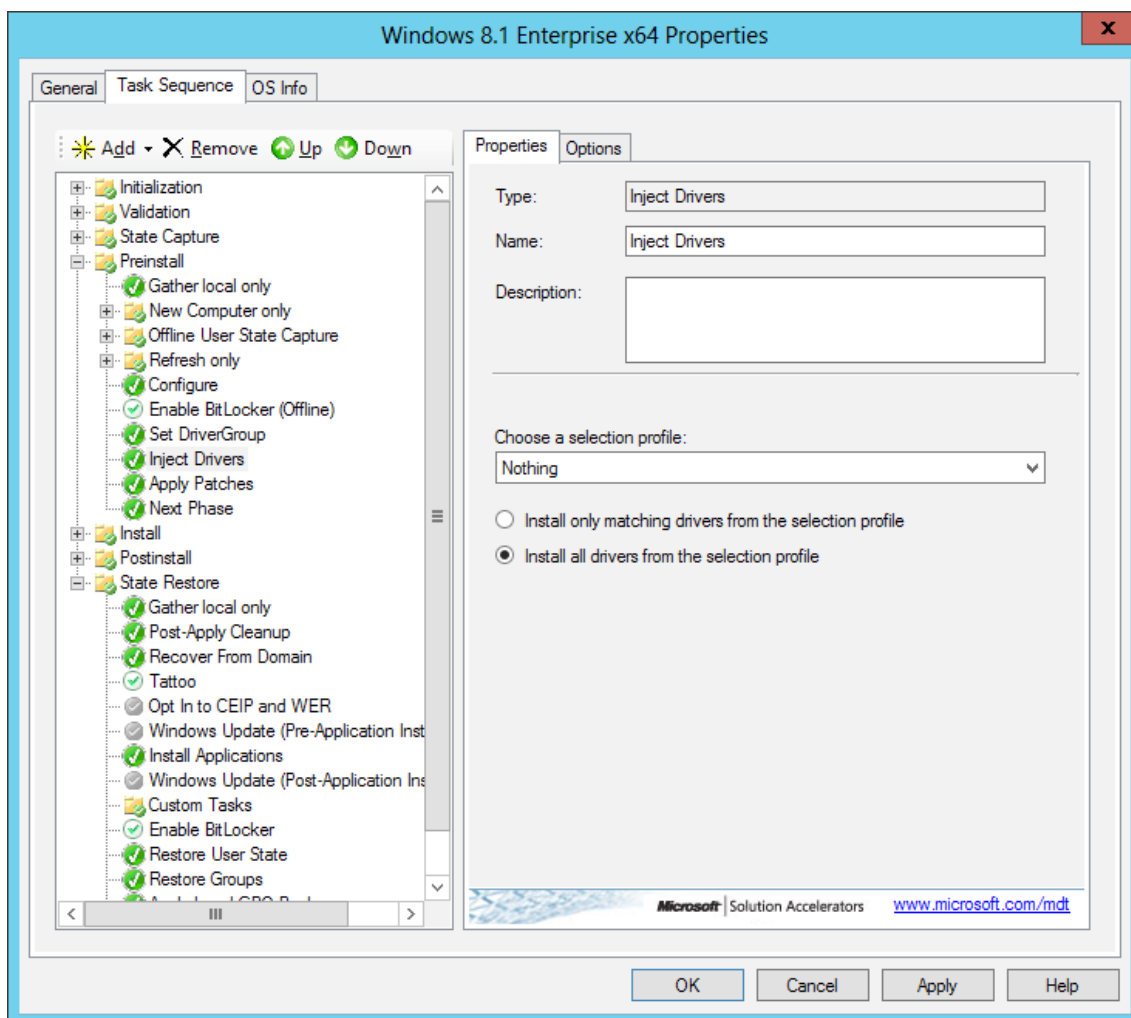 Windows 8.1 Enterprise x64 Properties
x
General Task Sequence OS Info
Add Remove Up Down
Initialization
Validation
State Capture
Preinstall
Gather local only
New Computer only
Offline User State Capture
Refresh only
Configure
Enable BitLocker (Offline)
Set DriverGroup
Inject Drivers
Apply Patches
Next Phase
Install
Postinstall
State Restore
Gather local only
Post-Apply Cleanup
Recover From Domain
Tattoo
Opt In to CEIP and WER
Windows Update (Pre-Application Inst
Install Applications
Windows Update (Post-Application Ins
Custom Tasks
Enable BitLocker
Restore User State
Restore Groups
Properties Options
Type: Inject Drivers
Name: Inject Drivers
Description:
Choose a selection profile:
Nothing
Install only matching drivers from the selection profile
Install all drivers from the selection profile
Microsoft Solution Accelerators www.microsoft.com/mdt
OK Cancel Apply Help